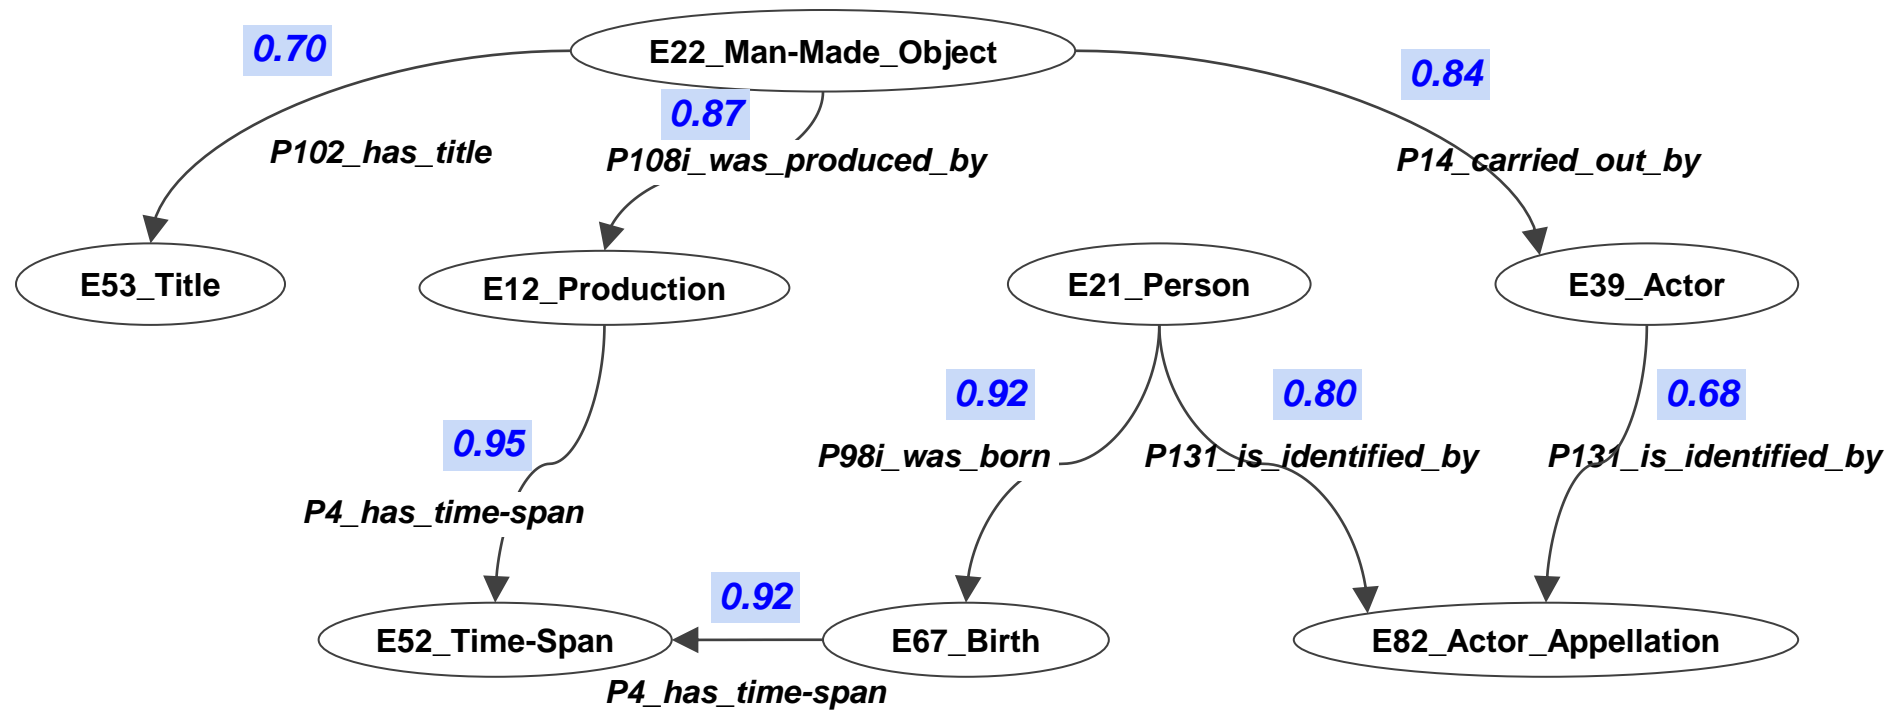 0.70
E22_Man-Made_Object
0.84
0.87
P102_has_title
P108i_was_produced_by
P14_carried_out_by
E53_Title
E12_Production
E21_Person
E39_Actor
0.92
0.80
0.68
0.95
P98i_was_born
P131_is_identified_by
P131_is_identified_by
P4_has_time-span
0.92
E52_Time-Span
E67_Birth
E82_Actor_Appellation
P4_has_time-span